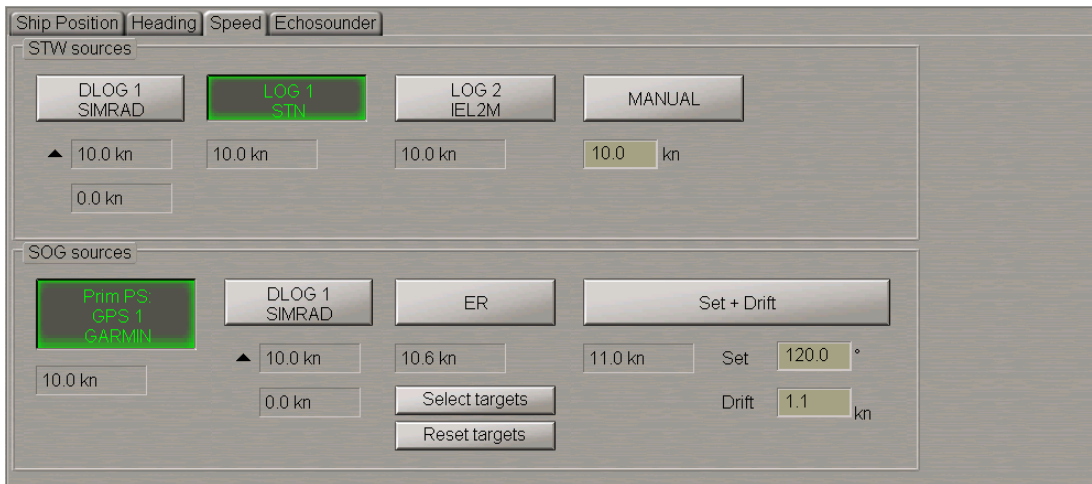 Ship Position Heading Speed Echosounder
STW sources
DLOG 1
SIMRAD
LOG 1
STN
LOG 2
IEL2M
MANUAL
10.0 kn
10.0 kn
10.0 kn
10.0 kn
0.0 kn
SOG sources
Prim PS:
GPS 1
GARMIN
DLOG 1
SIMRAD
ER
Set + Drift
10.0 kn
10.0 kn
10.6 kn
11.0 kn
Set 120.0 °
0.0 kn
Select targets
Drift 1.1 kn
Reset targets